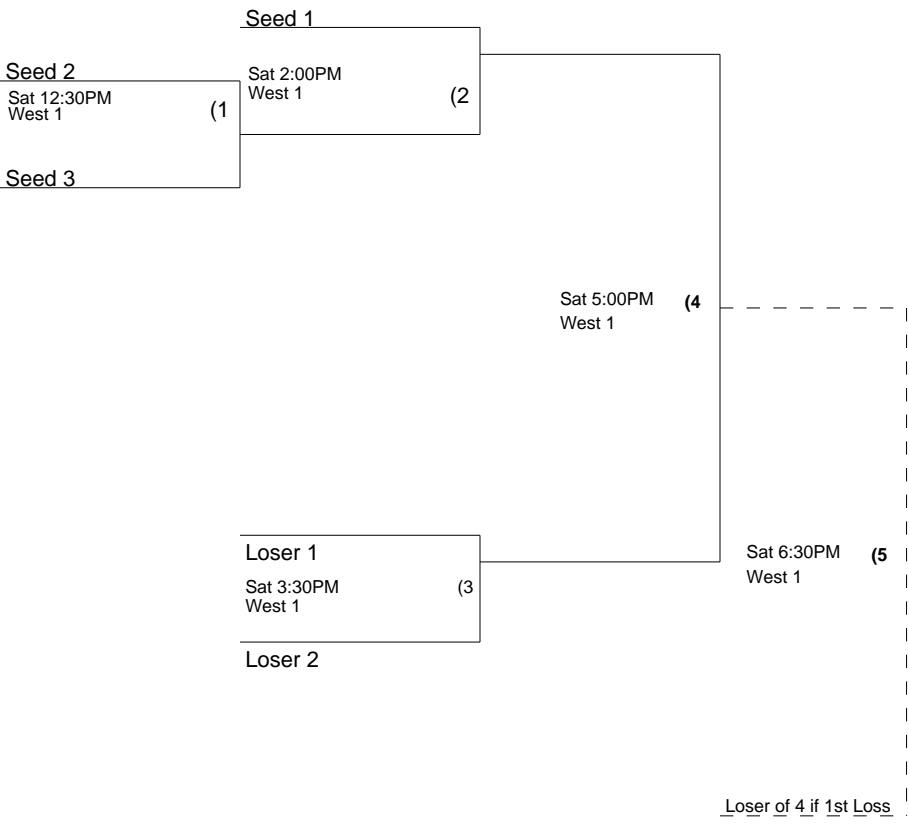 Seed 1
Seed 2
Sat 2:00PM
West 1
(2
Sat 12:30PM
West 1
(1
Seed 3
Sat 5:00PM
(4
West 1
Loser 1
Sat 3:30PM
(3
West 1
Sat 6:30PM
(5
West 1
Loser 2
Loser of 4 if 1st Loss